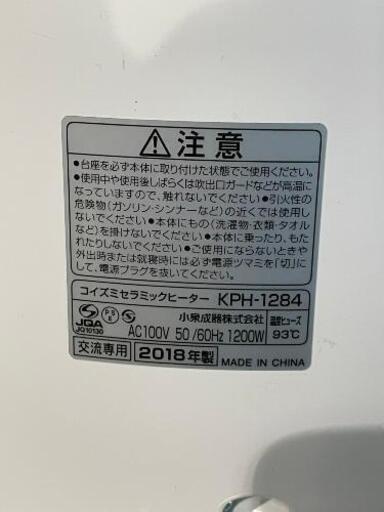 注意
●台座を必ず本体に取り付けた状態でご使用ください。
●使用中や使用後しばらくは吹出口ガードなどが高温に
なっていますので、触れないでください●引火性の
危険物(ガソリン・シンナーなど)の近くでは使用し
ないでください●本体にもの(洗濯物・衣類・タオル
など)を掛けないでください●本体に乗ったり、もた
れたりしないでください●ご使用にならないときや
外出時または就寝時には必ず電源ツマミを「切」に
して、電源プラグを抜いてください。
コイズミセラミックヒーター KPH-1284
小泉成器株式会社 温度ヒューズ
AC100V 50/60Hz 1200W 93℃
JQA
JQ10130
PSE
交流専用 2018年製 MADE IN CHINA